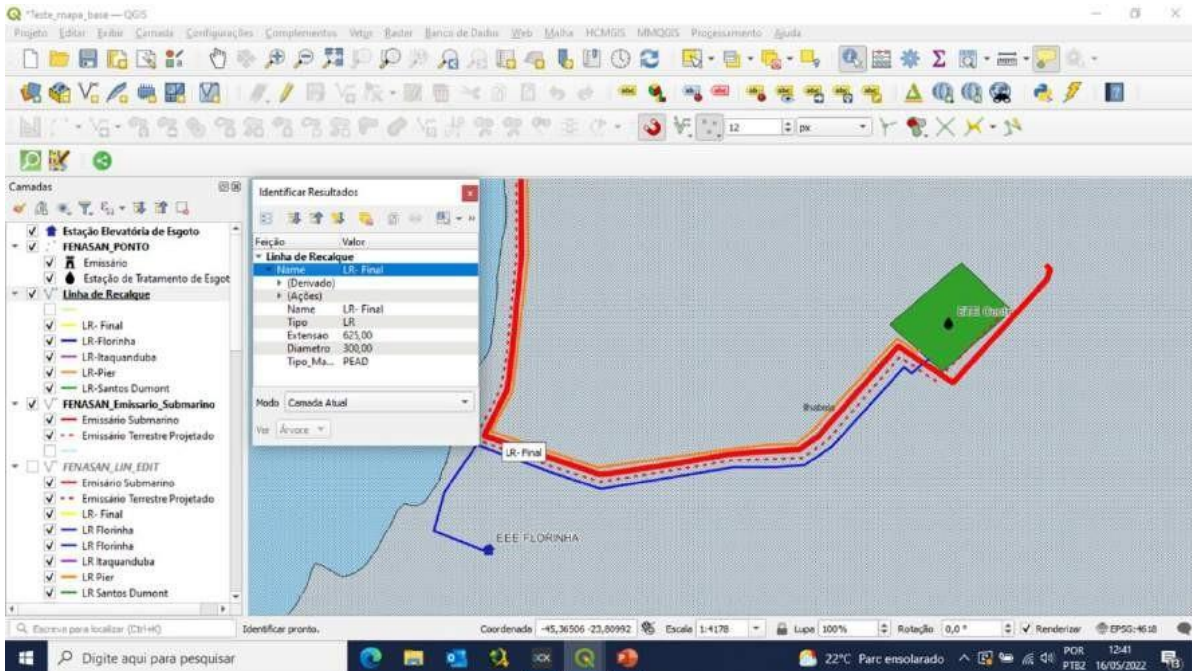 *Teste_mapa_base — QGIS
Projeto Editar Exibir Camada Configurações Complementos Vetor Raster Banco de Dados Web Malha HCMGIS MMQGIS Processamento Ajuda
12 px
Camadas
Estação Elevatória de Esgoto
FENASAN_PONTO
Emissário
Estação de Tratamento de Esgot
Linha de Recalque
LR- Final
LR-Florinha
LR-Itaquanduba
LR-Pier
LR-Santos Dumont
FENASAN_Emissario_Submarino
Emissário Submarino
Emissário Terrestre Projetado
FENASAN_LIN_EDIT
Emisário Submarino
Emissário Terrestre Projetado
LR- Final
LR Florinha
LR Florinha
LR Itaquanduba
LR Pier
LR Santos Dumont
Identificar Resultados
Feição Valor
Linha de Recalque
Name LR- Final
(Derivado)
(Ações)
Name LR- Final
Tipo LR
Extensao 625,00
Diametro 300,00
Tipo_Ma... PEAD
Modo Camada Atual
Ver Árvore
LR- Final
Ilhabela
EEE FLORINHA
Escreva para localizar (Ctrl+K)
Identificar pronto.
Coordenada -45,36506 -23,80992 Escala 1:4178 Lupa 100% Rotação 0,0 ° Renderizar EPSG:4618
Digite aqui para pesquisar
22°C Parc ensolarado
POR
PTB2
12:41
16/05/2022